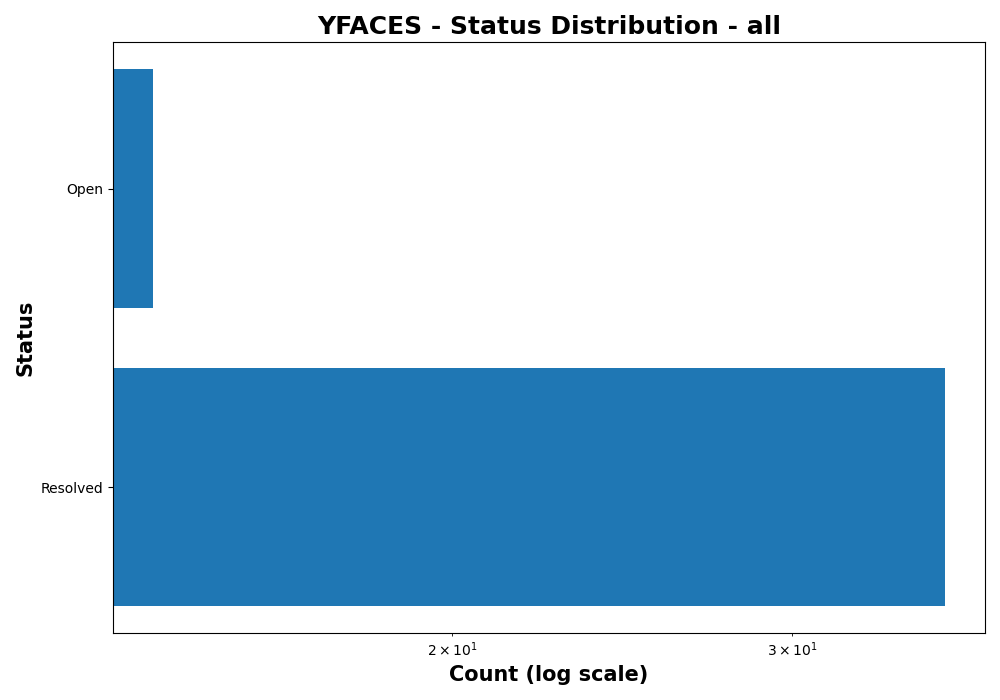 YFACES - Status Distribution - all
Open
Resolved
Status
2 × 10¹
3 × 10¹
Count (log scale)